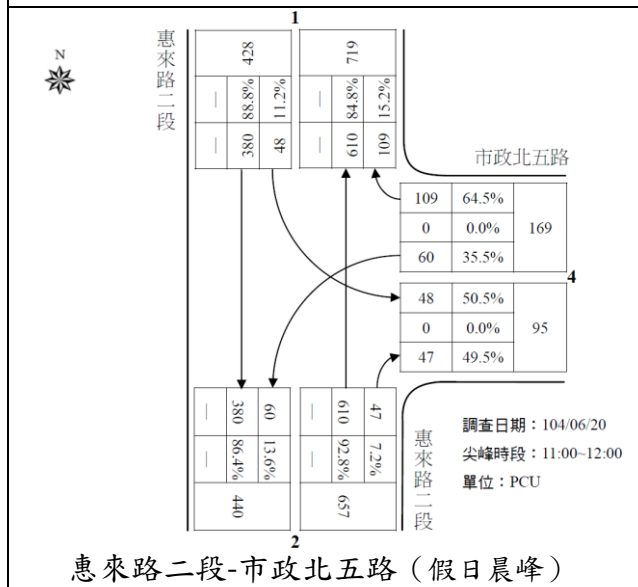 1
N
惠來路二段
428
— 88.8% 11.2%
— 380 48
719
— 84.8% 15.2%
— 610 109
市政北五路
109 64.5%
0 0.0% 169
60 35.5%
4
48 50.5%
0 0.0% 95
47 49.5%
— 380 60
— 86.4% 13.6%
440
— 610 47
— 92.8% 7.2%
657
惠來路二段
調查日期：104/06/20
尖峰時段：11:00~12:00
單位：PCU
2
惠來路二段-市政北五路（假日晨峰）